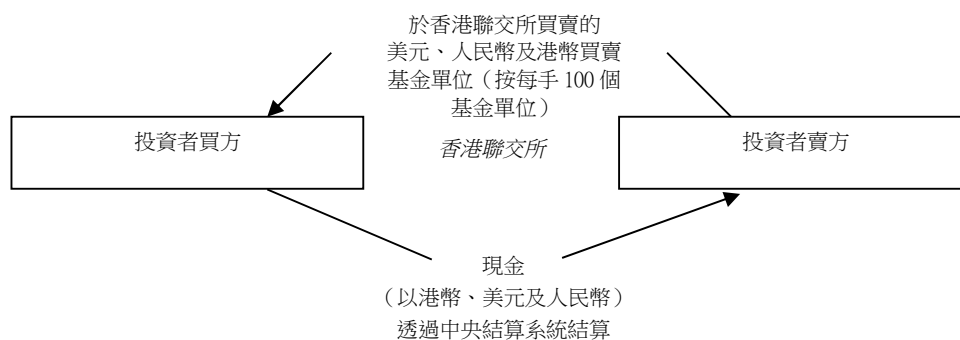 於香港聯交所買賣的
美元、人民幣及港幣買賣
基金單位（按每手 100 個
基金單位）
投資者買方
香港聯交所
投資者賣方
現金
（以港幣、美元及人民幣）
透過中央結算系統結算